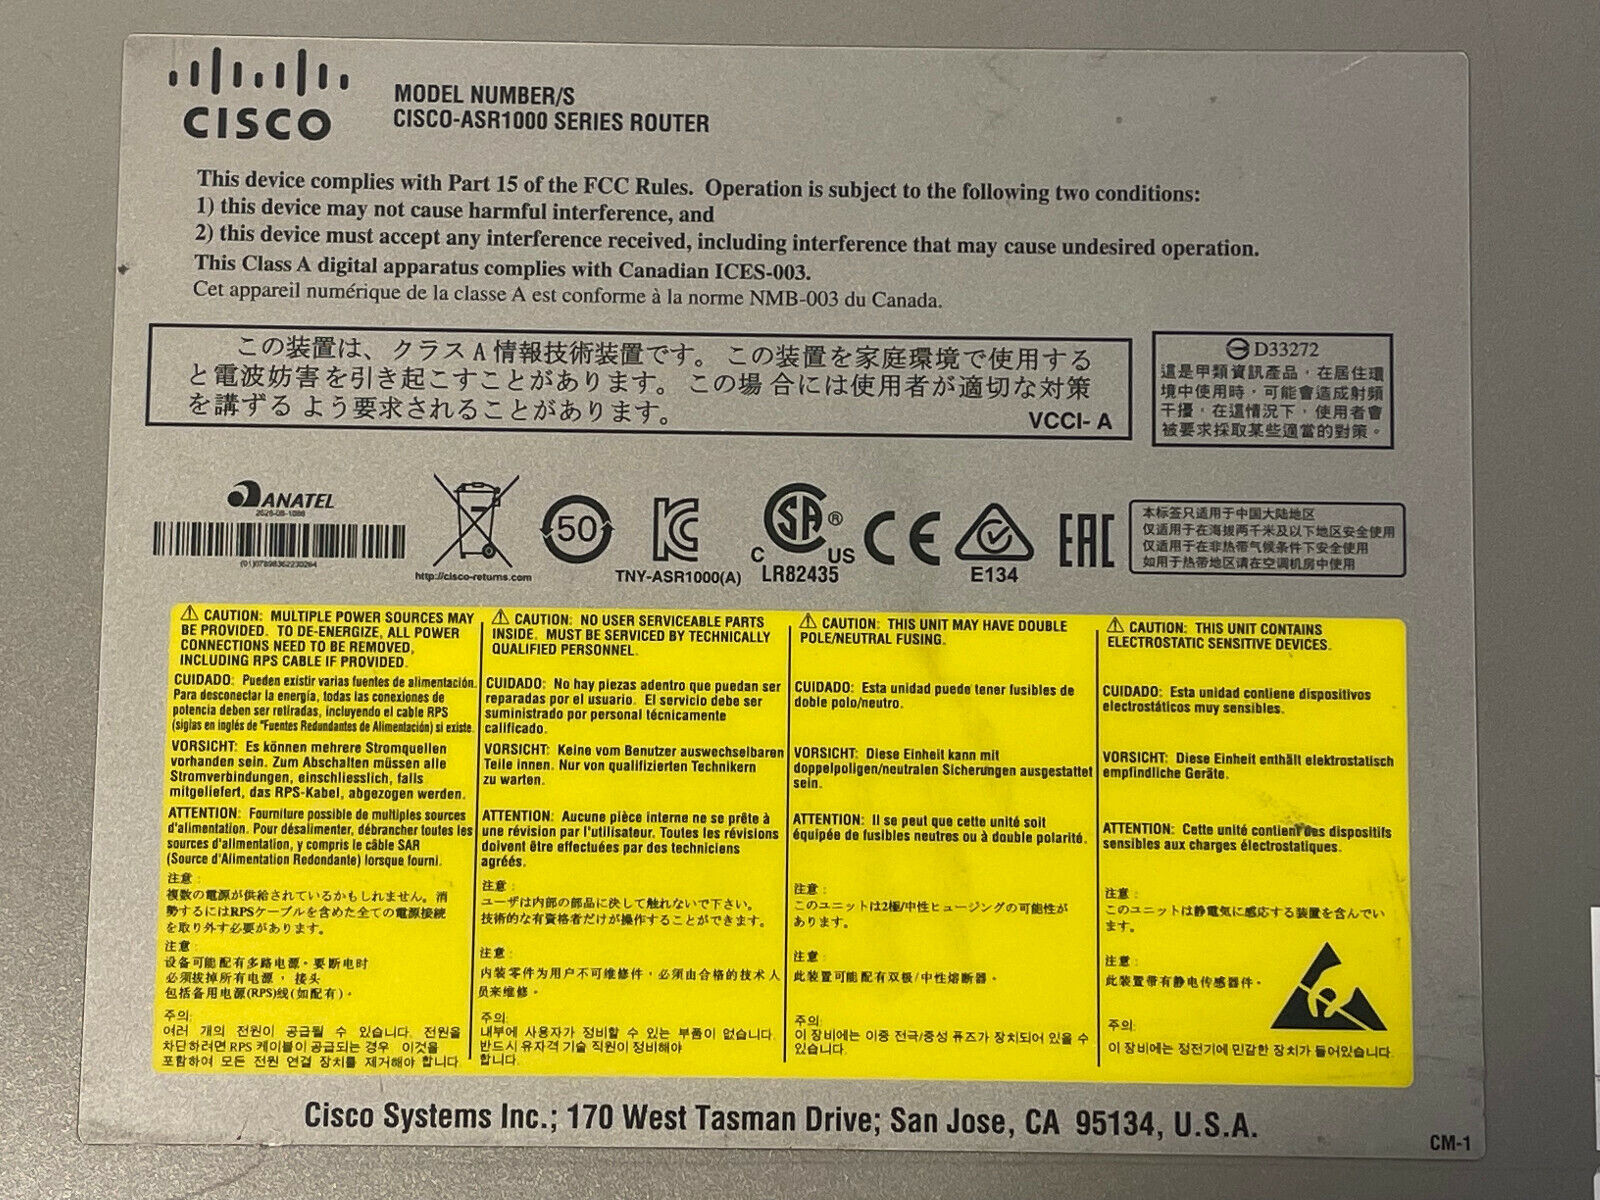 CISCO
MODEL NUMBER/S
CISCO-ASR1000 SERIES ROUTER
This device complies with Part 15 of the FCC Rules. Operation is subject to the following two conditions:
1) this device may not cause harmful interference, and
2) this device must accept any interference received, including interference that may cause undesired operation.
This Class A digital apparatus complies with Canadian ICES-003.
Cet appareil numérique de la classe A est conforme à la norme NMB-003 du Canada.
この装置は、クラスA情報技術装置です。この装置を家庭環境で使用する
と電波妨害を引き起こすことがあります。この場合には使用者が適切な対策
を講ずるよう要求されることがあります。
VCCI- A
D33272
這是甲類資訊產品，在居住環
境中使用時，可能會造成射頻
干擾，在這情況下，使用者會
被要求採取某些適當的對策。
ANATEL
(01)07898362230264
http://cisco-returns.com
50
TNY-ASR1000(A)
SA ®
C US
LR82435
CE
E134
EAC
本标签只适用于中国大陆地区
仅适用于在海拔两千米及以下地区安全使用
仅适用于在非热带气候条件下安全使用
如用于热带地区请在空调机房中使用
⚠ CAUTION: MULTIPLE POWER SOURCES MAY
BE PROVIDED. TO DE-ENERGIZE, ALL POWER
CONNECTIONS NEED TO BE REMOVED,
INCLUDING RPS CABLE IF PROVIDED.
CUIDADO: Pueden existir varias fuentes de alimentación.
Para desconectar la energía, todas las conexiones de
potencia deben ser retiradas, incluyendo el cable RPS
(siglas en inglés de "Fuentes Redundantes de Alimentación) si existe.
VORSICHT: Es können mehrere Stromquellen
vorhanden sein. Zum Abschalten müssen alle
Stromverbindungen, einschliesslich, falls
mitgeliefert, das RPS-Kabel, abgezogen werden.
ATTENTION: Fourniture possible de multiples sources
d'alimentation. Pour désalimenter, débrancher toutes les
sources d'alimentation, y compris le câble SAR
(Source d'Alimentation Redondante) lorsque fourni.
注意:
複数の電源が供給されているかもしれません。消
勢するにはRPSケーブルを含めた全ての電源接続
を取り外す必要があります。
注意:
设备可能配有多路电源。要断电时
必须拔掉所有电源，接头
包括备用电源(RPS)线(如配有)。
주의:
여러 개의 전원이 공급될 수 있습니다. 전원을
차단하려면 RPS 케이블이 공급되는 경우 이것을
포함하여 모든 전원 연결 장치를 제거해야 합니다.
⚠ CAUTION: NO USER SERVICEABLE PARTS
INSIDE. MUST BE SERVICED BY TECHNICALLY
QUALIFIED PERSONNEL.
CUIDADO: No hay piezas adentro que puedan ser
reparadas por el usuario. El servicio debe ser
suministrado por personal técnicamente
calificado.
VORSICHT: Keine vom Benutzer auswechselbaren
Teile innen. Nur von qualifizierten Technikern
zu warten.
ATTENTION: Aucune pièce interne ne se prête à
une révision par l'utilisateur. Toutes les révisions
doivent être effectuées par des techniciens
agréés.
注意:
ユーザは内部の部品に決して触れないで下さい。
技術的な有資格者だけが操作することができます。
注意:
内装零件为用户不可维修件，必须由合格的技术人
员来维修。
주의:
내부에 사용자가 정비할 수 있는 부품이 없습니다.
반드시 유자격 기술 직원이 정비해야
합니다.
⚠ CAUTION: THIS UNIT MAY HAVE DOUBLE
POLE/NEUTRAL FUSING.
CUIDADO: Esta unidad puede tener fusibles de
doble polo/neutro.
VORSICHT: Diese Einheit kann mit
doppelpoligen/neutralen Sicherungen ausgestattet
sein.
ATTENTION: Il se peut que cette unité soit
équipée de fusibles neutres ou à double polarité.
注意:
このユニットは2極/中性ヒュージングの可能性が
あります。
注意:
此装置可能配有双极/中性熔断器。
주의:
이 장비에는 이중 전극/중성 퓨즈가 장치되어 있을 수
있습니다.
⚠ CAUTION: THIS UNIT CONTAINS
ELECTROSTATIC SENSITIVE DEVICES.
CUIDADO: Esta unidad contiene dispositivos
electrostáticos muy sensibles.
VORSICHT: Diese Einheit enthält elektrostatisch
empfindliche Geräte.
ATTENTION: Cette unité contient des dispositifs
sensibles aux charges électrostatiques.
注意:
このユニットは静電気に感応する装置を含んでい
ます。
注意:
此装置带有静电传感器件。
주의:
이 장비에는 정전기에 민감한 장치가 들어있습니다.
Cisco Systems Inc.; 170 West Tasman Drive; San Jose, CA 95134, U.S.A.
CM-1